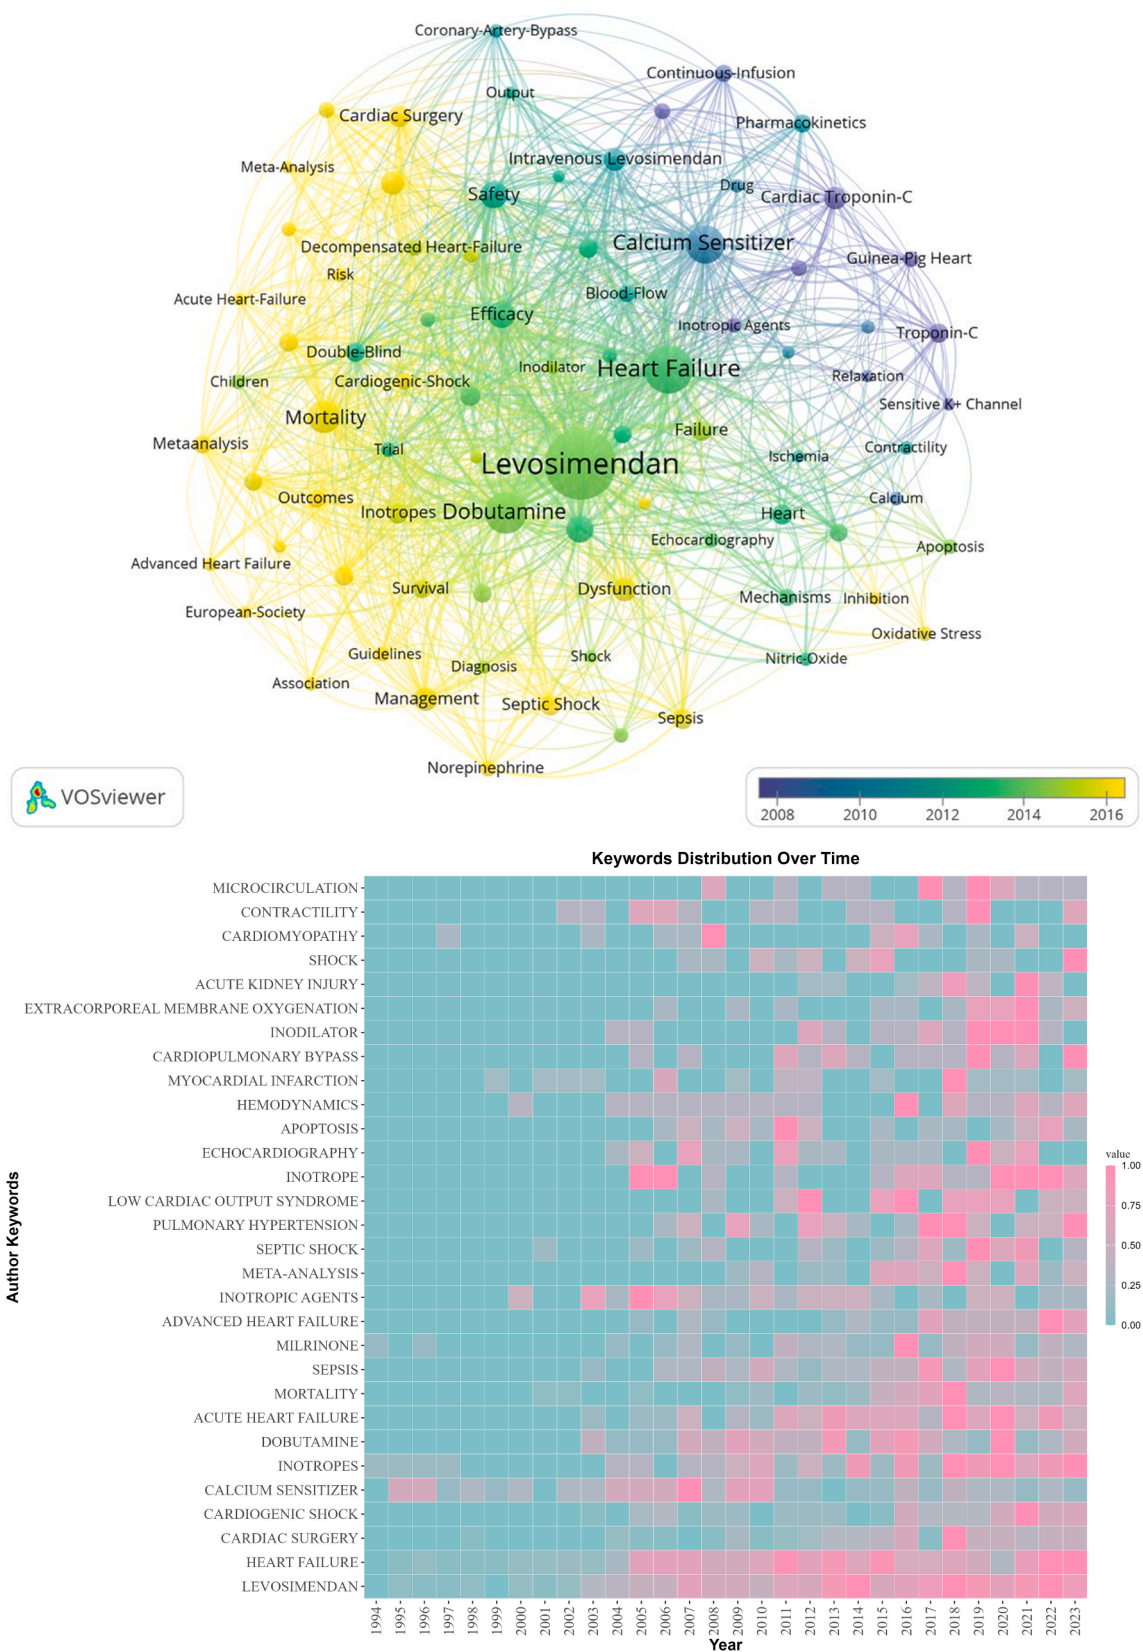 Coronary-Artery-Bypass
Continuous-Infusion
Output
Cardiac Surgery
Pharmacokinetics
Intravenous Levosimendan
Meta-Analysis
Drug
Safety
Cardiac Troponin-C
Calcium Sensitizer
Decompensated Heart-Failure
Guinea-Pig Heart
Risk
Blood-Flow
Acute Heart-Failure
Efficacy
Inotropic Agents
Troponin-C
Double-Blind
Inodilator
Heart Failure
Relaxation
Children
Cardiogenic-Shock
Sensitive K+ Channel
Mortality
Failure
Metaanalysis
Trial
Contractility
Ischemia
Levosimendan
Outcomes
Calcium
Inotropes
Dobutamine
Heart
Echocardiography
Apoptosis
Advanced Heart Failure
Survival
Dysfunction
Mechanisms
Inhibition
European-Society
Oxidative Stress
Guidelines
Shock
Nitric-Oxide
Diagnosis
Association
Management
Septic Shock
Sepsis
Norepinephrine
VOSviewer
2008 2010 2012 2014 2016
Keywords Distribution Over Time
MICROCIRCULATION
CONTRACTILITY
CARDIOMYOPATHY
SHOCK
ACUTE KIDNEY INJURY
EXTRACORPOREAL MEMBRANE OXYGENATION
INODILATOR
CARDIOPULMONARY BYPASS
MYOCARDIAL INFARCTION
HEMODYNAMICS
APOPTOSIS
ECHOCARDIOGRAPHY
INOTROPE
LOW CARDIAC OUTPUT SYNDROME
PULMONARY HYPERTENSION
SEPTIC SHOCK
META-ANALYSIS
INOTROPIC AGENTS
ADVANCED HEART FAILURE
MILRINONE
SEPSIS
MORTALITY
ACUTE HEART FAILURE
DOBUTAMINE
INOTROPES
CALCIUM SENSITIZER
CARDIOGENIC SHOCK
CARDIAC SURGERY
HEART FAILURE
LEVOSIMENDAN
Author Keywords
value
1.00
0.75
0.50
0.25
0.00
1994 1995 1996 1997 1998 1999 2000 2001 2002 2003 2004 2005 2006 2007 2008 2009 2010 2011 2012 2013 2014 2015 2016 2017 2018 2019 2020 2021 2022 2023
Year